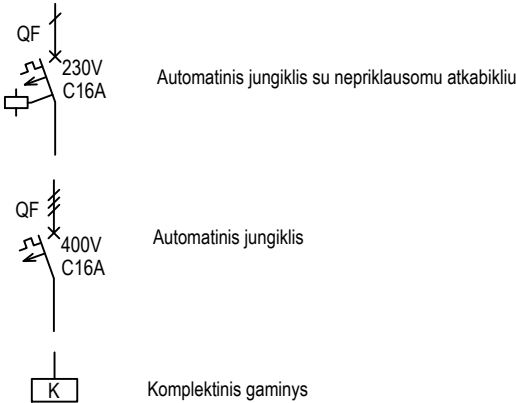 QF
230V
C16A
Automatinis jungiklis su nepriklausomu atkabikliu
QF
400V
C16A
Automatinis jungiklis
K
Komplektinis gaminys